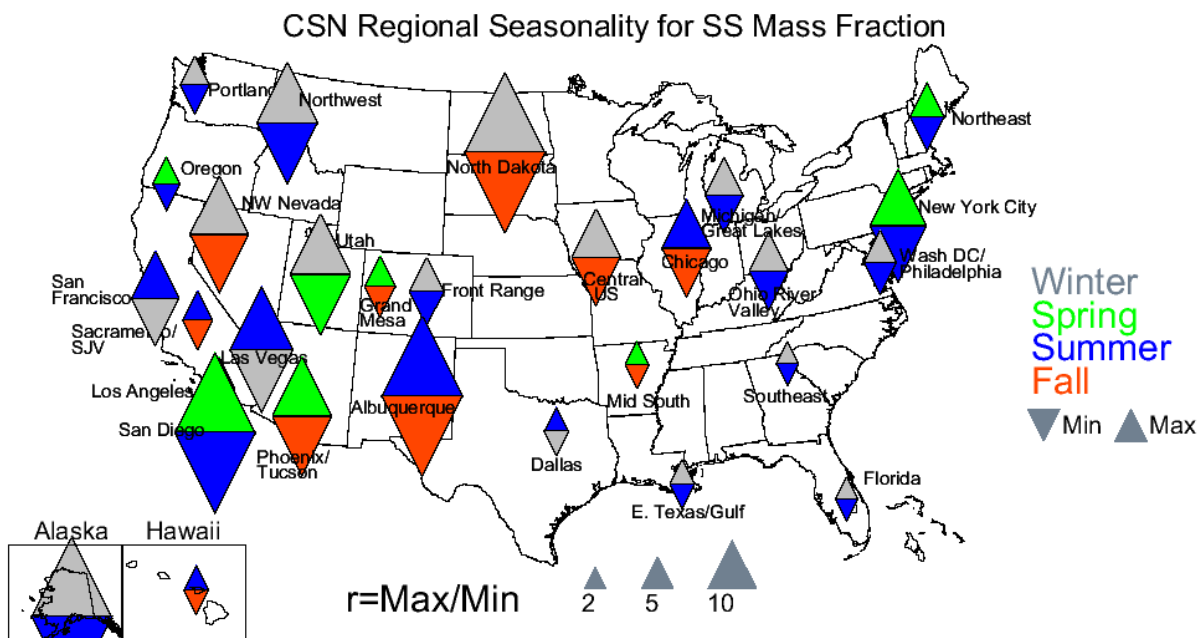 CSN Regional Seasonality for SS Mass Fraction
Portland
Northwest
North Dakota
Northeast
Oregon
NW Nevada
Utah
Michigan/
Great Lakes
New York City
San
Francisco
Sacramento/
SJV
Grand
Mesa
Front Range
Central
US
Chicago
Ohio River
Valley
Wash DC/
Philadelphia
Las Vegas
Los Angeles
San Diego
Albuquerque
Phoenix/
Tucson
Mid South
Southeast
Dallas
E. Texas/Gulf
Florida
Winter
Spring
Summer
Fall
Min
Max
Alaska
Hawaii
r=Max/Min
2
5
10